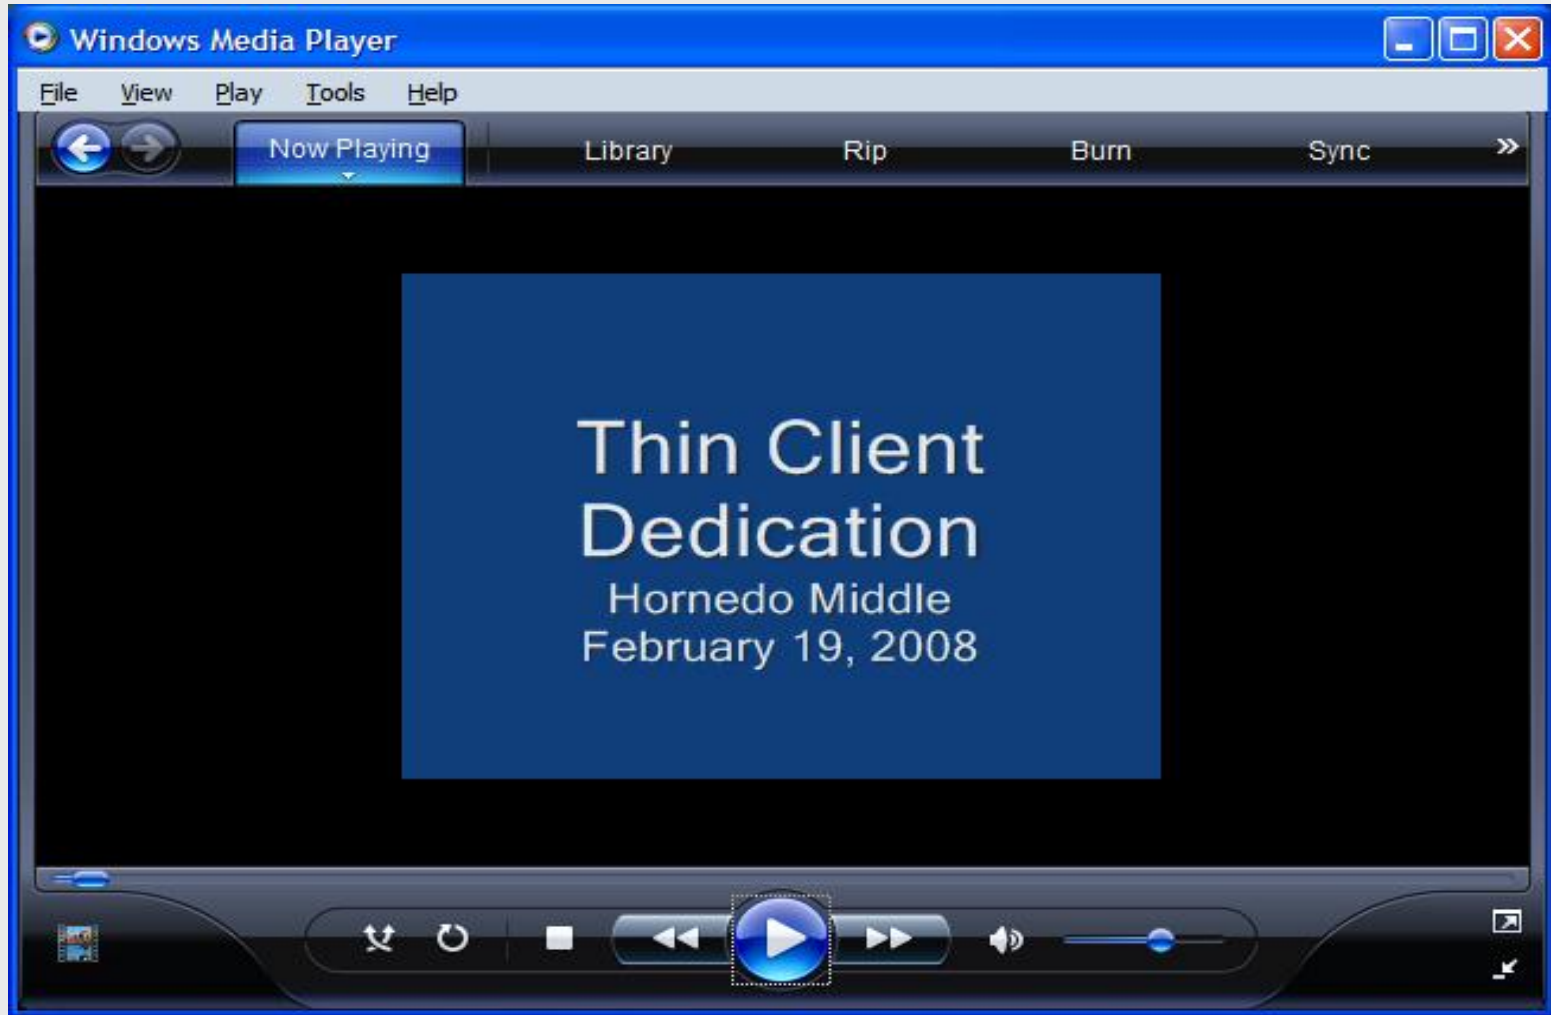 Windows Media Player
File View Play Tools Help
Now Playing Library Rip Burn Sync »
Thin Client
Dedication
Hornedo Middle
February 19, 2008